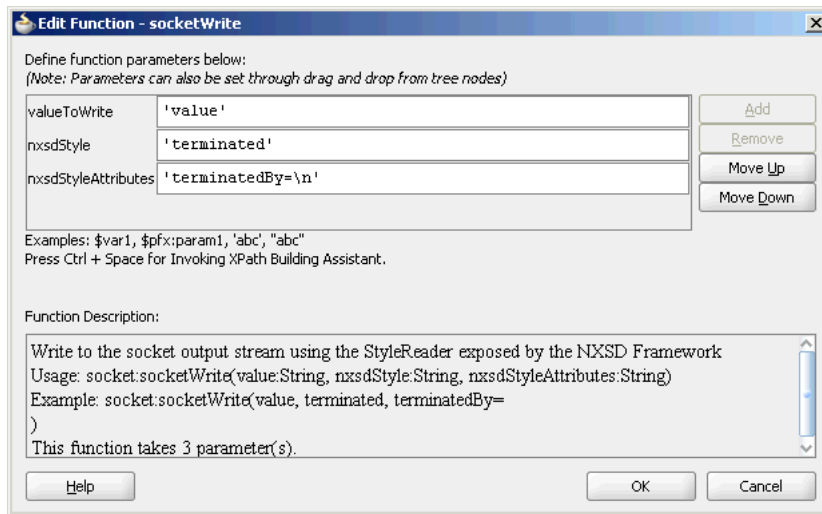 Edit Function - socketWrite
Define function parameters below:
(Note: Parameters can also be set through drag and drop from tree nodes)
valueToWrite 'value'
nxsdStyle 'terminated'
nxsdStyleAttributes 'terminatedBy=\n'
Add
Remove
Move Up
Move Down
Examples: $var1, $pfx:param1, 'abc', "abc"
Press Ctrl + Space for Invoking XPath Building Assistant.
Function Description:
Write to the socket output stream using the StyleReader exposed by the NXSD Framework
Usage: socket:socketWrite(value:String, nxsdStyle:String, nxsdStyleAttributes:String)
Example: socket:socketWrite(value, terminated, terminatedBy=
)
This function takes 3 parameter(s).
Help OK Cancel